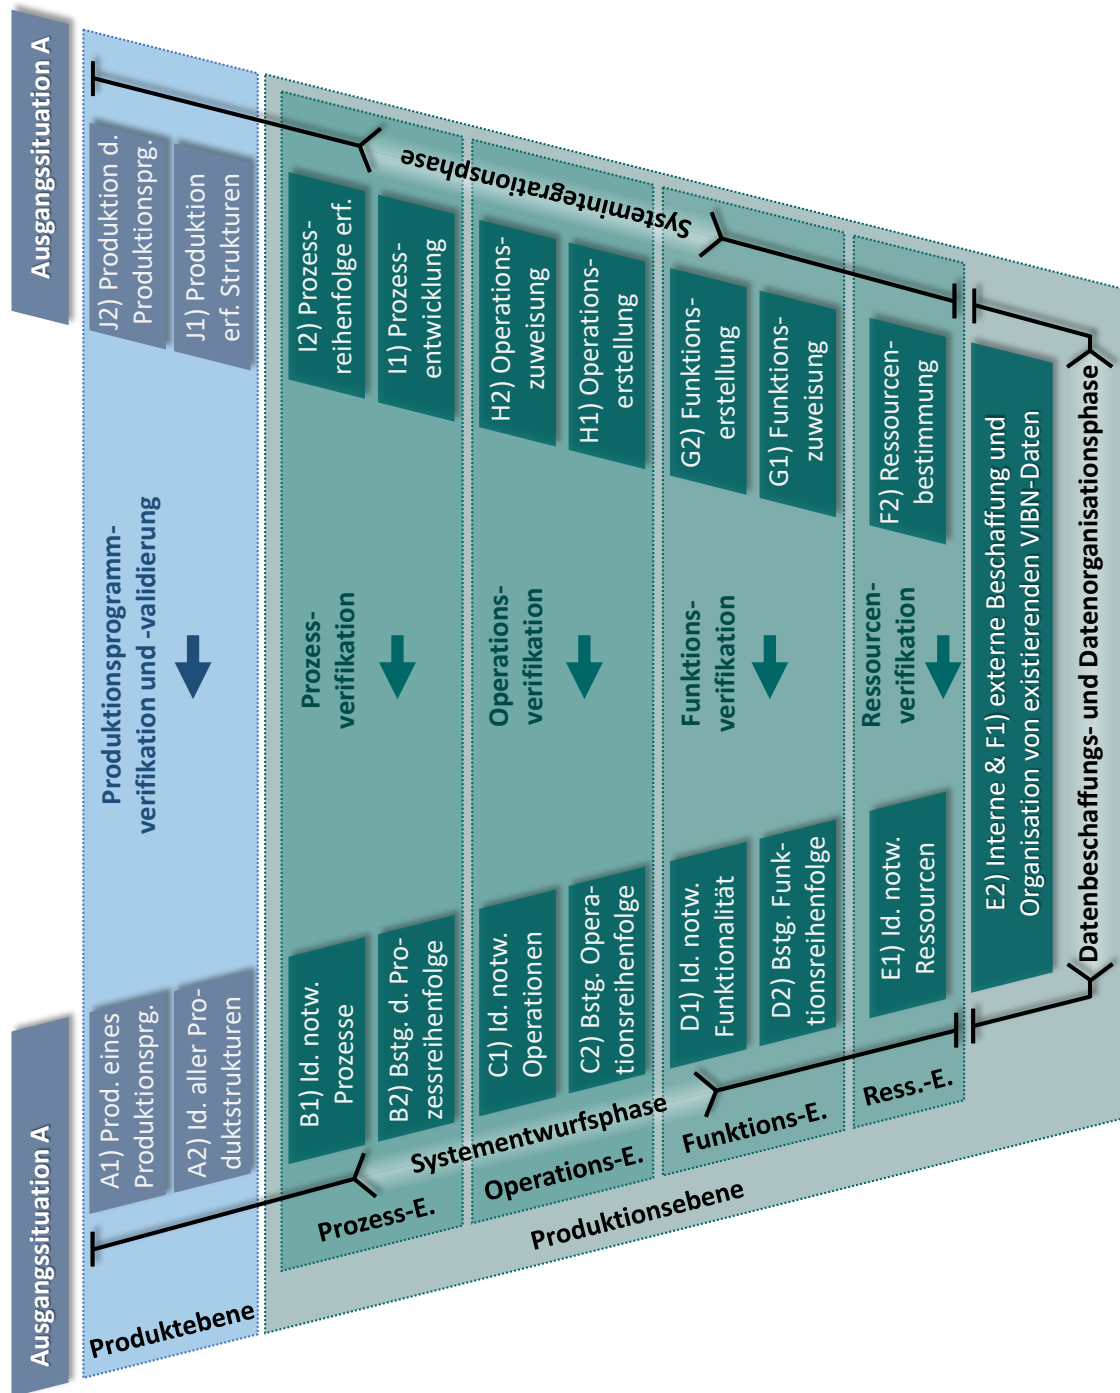 Ausgangssituation A
Ausgangssituation A
A1) Prod. eines
Produktionsprg.
A2) Id. aller Pro-
duktstrukturen
Produktionsprogramm-
verifikation und -validierung
J2) Produktion d.
Produktionsprg.
J1) Produktion
erf. Strukturen
Produktebene
B1) Id. notw.
Prozesse
B2) Bstg. d. Pro-
zessreihenfolge
Prozess-
verifikation
I2) Prozess-
reihenfolge erf.
I1) Prozess-
entwicklung
Prozess-E.
C1) Id. notw.
Operationen
C2) Bstg. Opera-
tionsreihenfolge
Operations-
verifikation
H2) Operations-
zuweisung
H1) Operations-
erstellung
Operations-E.
Systementwurfsphase
Systemintegrationsphase
D1) Id. notw.
Funktionalität
D2) Bstg. Funk-
tionsreihenfolge
Funktions-
verifikation
G2) Funktions-
erstellung
G1) Funktions-
zuweisung
Funktions-E.
E1) Id. notw.
Ressourcen
Ressourcen-
verifikation
F2) Ressourcen-
bestimmung
Ress.-E.
Produktionsebene
E2) Interne & F1) externe Beschaffung und
Organisation von existierenden VIBN-Daten
Datenbeschaffungs- und Datenorganisationsphase